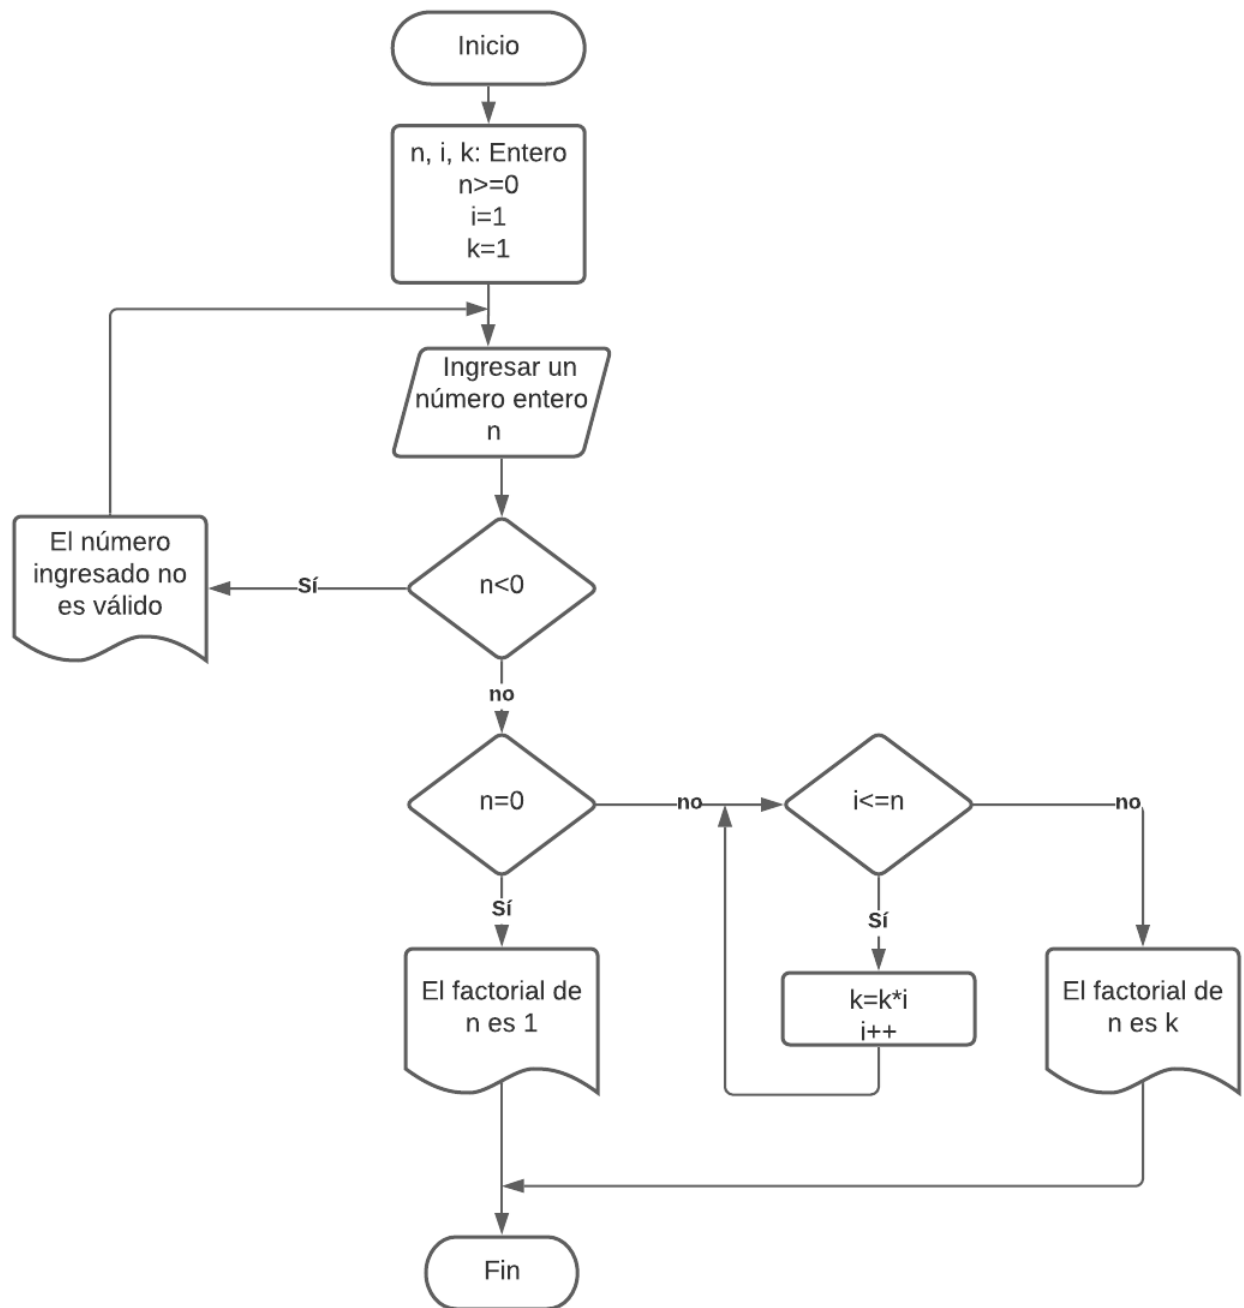 Inicio
n, i, k: Entero
n>=0
i=1
k=1
Ingresar un
número entero
n
n<0
Sí
El número
ingresado no
es válido
no
n=0
no
i<=n
no
Sí
El factorial de
n es 1
Sí
k=k*i
i++
El factorial de
n es k
Fin